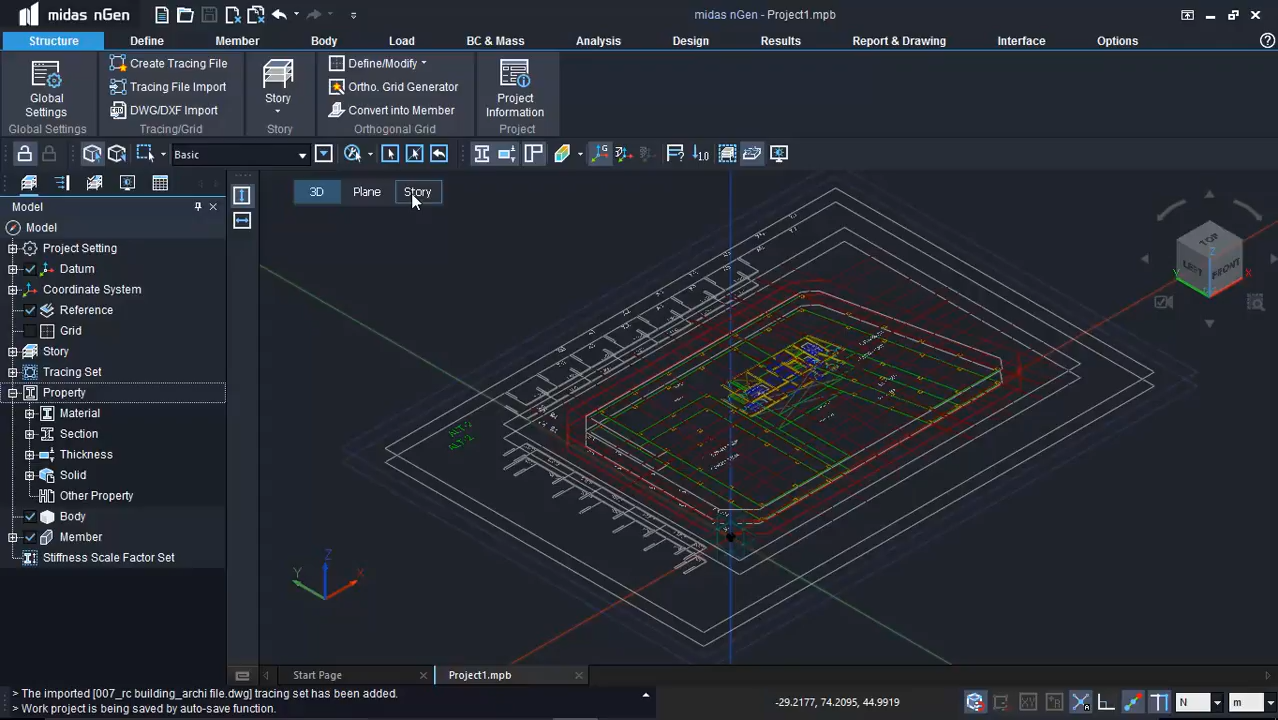 midas nGen
midas nGen - Project1.mpb
Structure Define Member Body Load BC & Mass Analysis Design Results Report & Drawing Interface Options
Create Tracing File
Tracing File Import
DWG/DXF Import
Global Settings
Global Settings
Tracing/Grid
Story
Story
Define/Modify
Ortho. Grid Generator
Convert into Member
Orthogonal Grid
Project Information
Project
Basic
3D Plane Story
Model
Model
Project Setting
Datum
Coordinate System
Reference
Grid
Story
Tracing Set
Property
Material
Section
Thickness
Solid
Other Property
Body
Member
Stiffness Scale Factor Set
TOP
LEFT
FRONT
Z
Y
X
Z
Y
X
Start Page
Project1.mpb
> The imported [007_rc building_archi file.dwg] tracing set has been added.
> Work project is being saved by auto-save function.
-29.2177, 74.2095, 44.9919
N
m